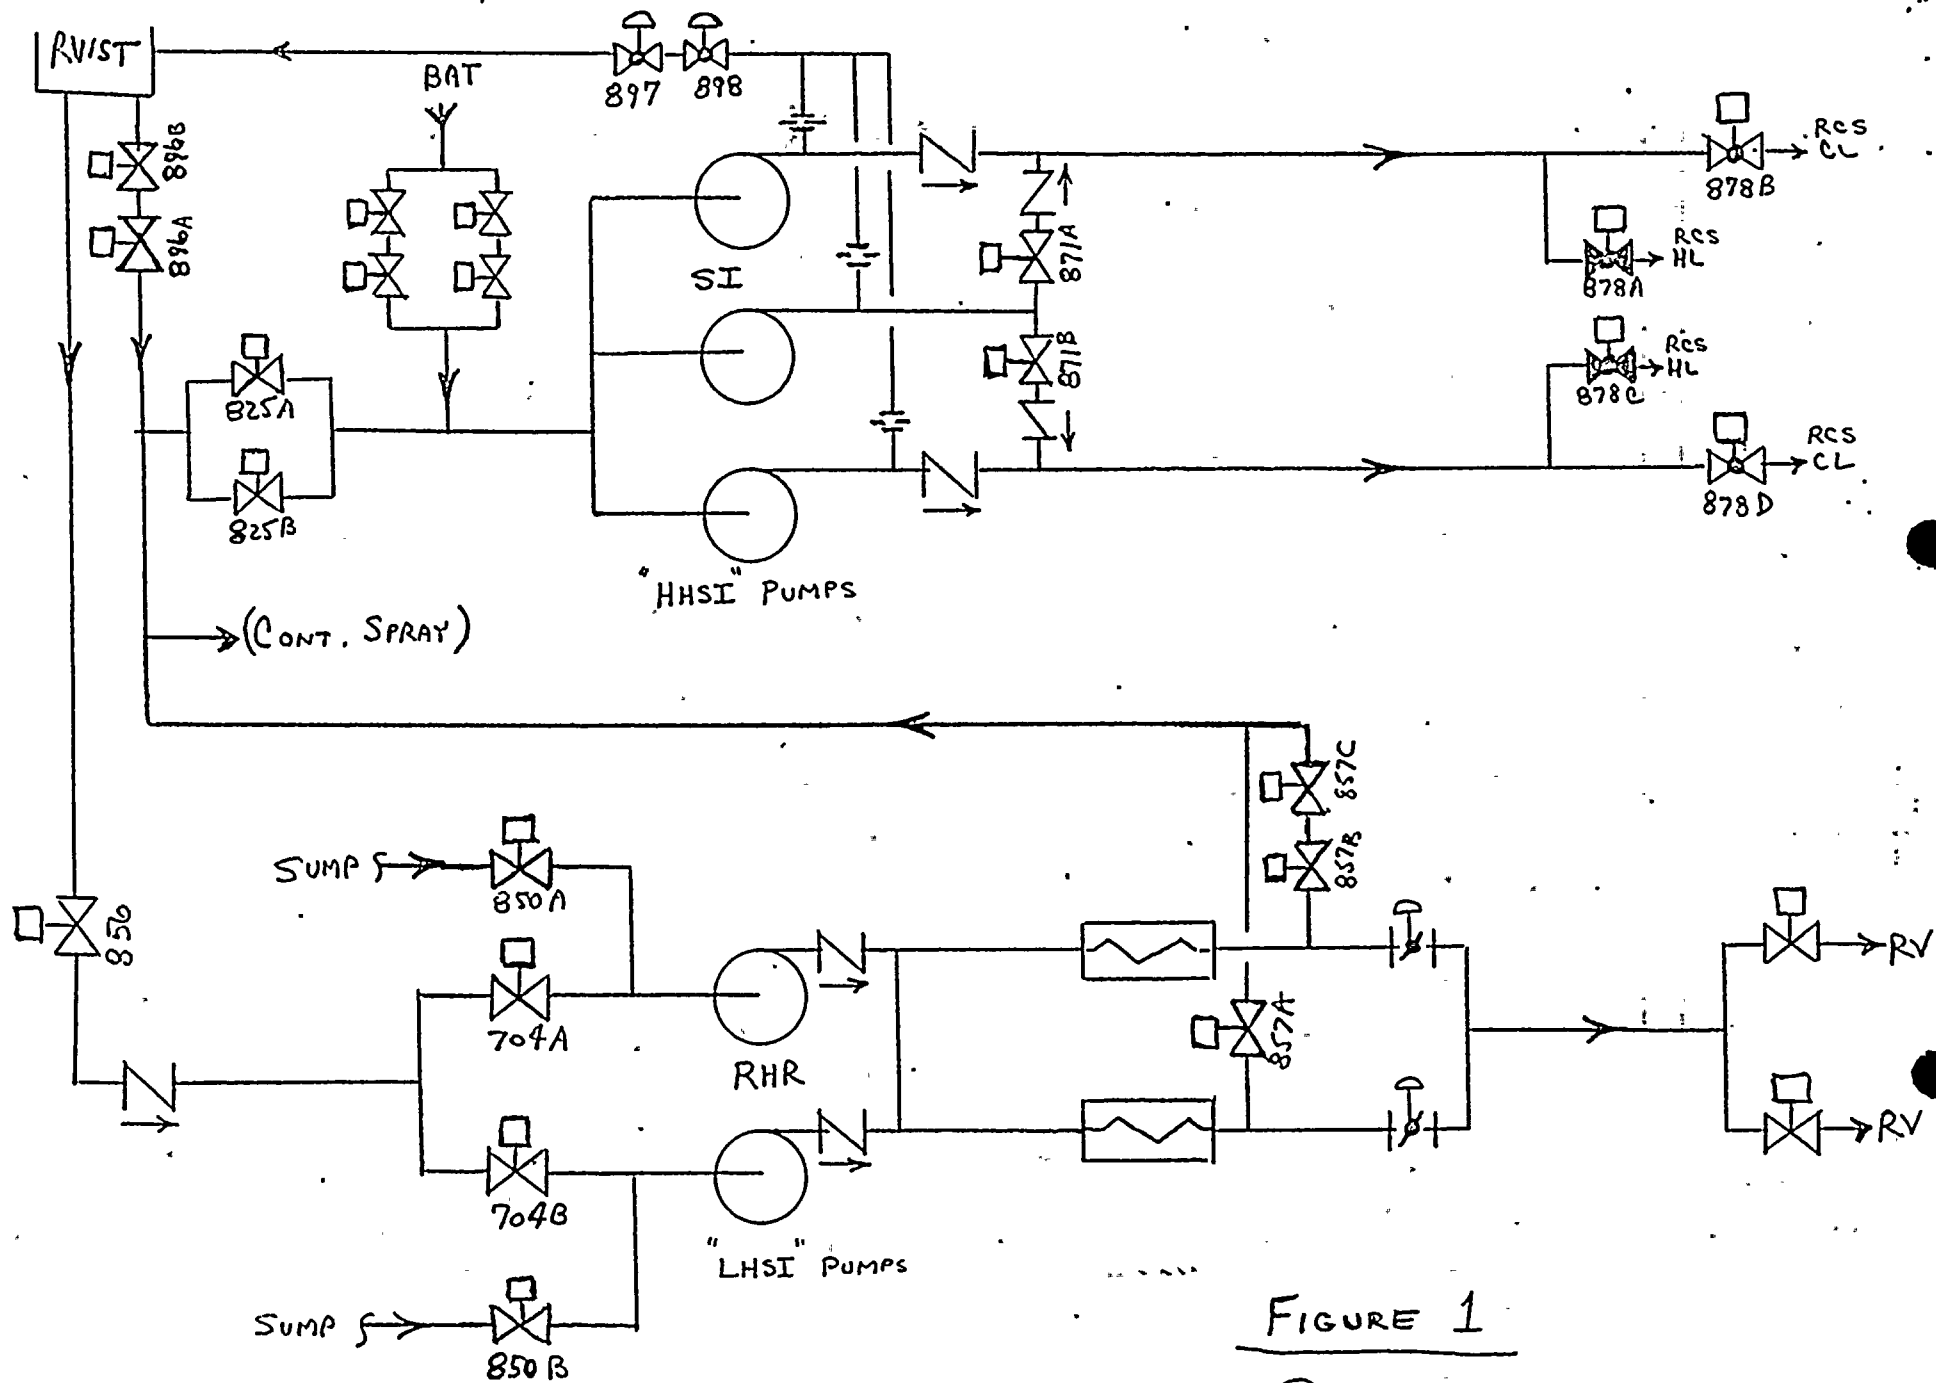 RWST
897
898
BAT
896B
896A
825A
825B
SI
"HHSI" PUMPS
871A
871B
RCS
CL
878B
RCS
HL
878A
RCS
HL
878C
RCS
CL
878D
(CONT. SPRAY)
857C
857B
857A
SUMP
850A
856
704A
RHR
704B
"LHSI" PUMPS
SUMP
850B
RV
RV
FIGURE 1